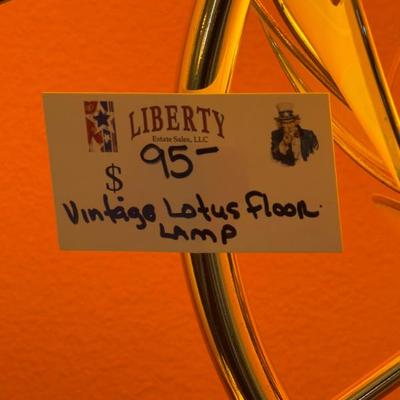 LIBERTY
Estate Sales, LLC
$ 95-
Vintage Lotus Floor
LAMP